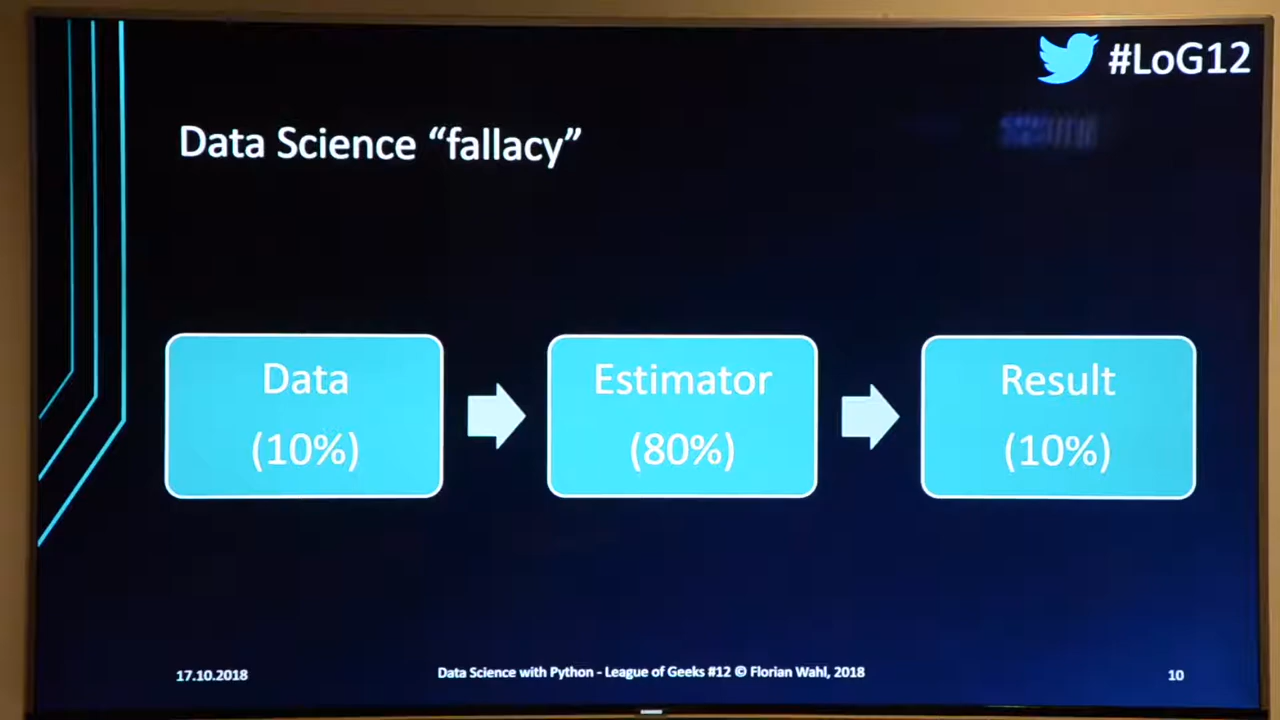 #LoG12
Data Science “fallacy”
Data
(10%)
Estimator
(80%)
Result
(10%)
17.10.2018
Data Science with Python - League of Geeks #12 © Florian Wahl, 2018
10